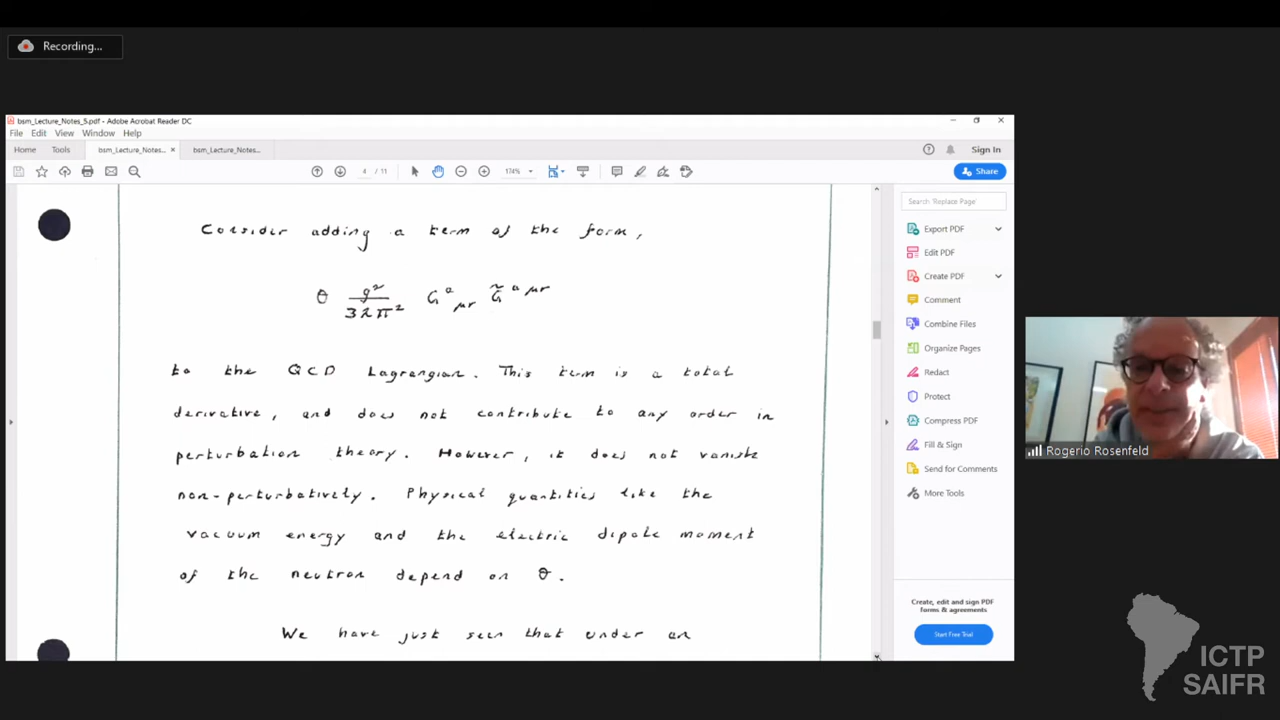 Recording...
bsm_Lecture_Notes_5.pdf - Adobe Acrobat Reader DC
File Edit View Window Help
Home Tools bsm_Lecture_Notes... × bsm_Lecture_Notes... Sign In
4 / 11 174% Share
Consider adding a term of the form,
θ g²/32π² Gᵃμν G̃ᵃ μν
to the QCD Lagrangian. This term is a total
derivative, and does not contribute to any order in
perturbation theory. However, it does not vanish
non-perturbatively. Physical quantities like the
vacuum energy and the electric dipole moment
of the neutron depend on θ.
We have just seen that under an
Search 'Replace Page'
Export PDF
Edit PDF
Create PDF
Comment
Combine Files
Organize Pages
Redact
Protect
Compress PDF
Fill & Sign
Send for Comments
More Tools
Create, edit and sign PDF
forms & agreements
Start Free Trial
Rogerio Rosenfeld
ICTP
SAIFR